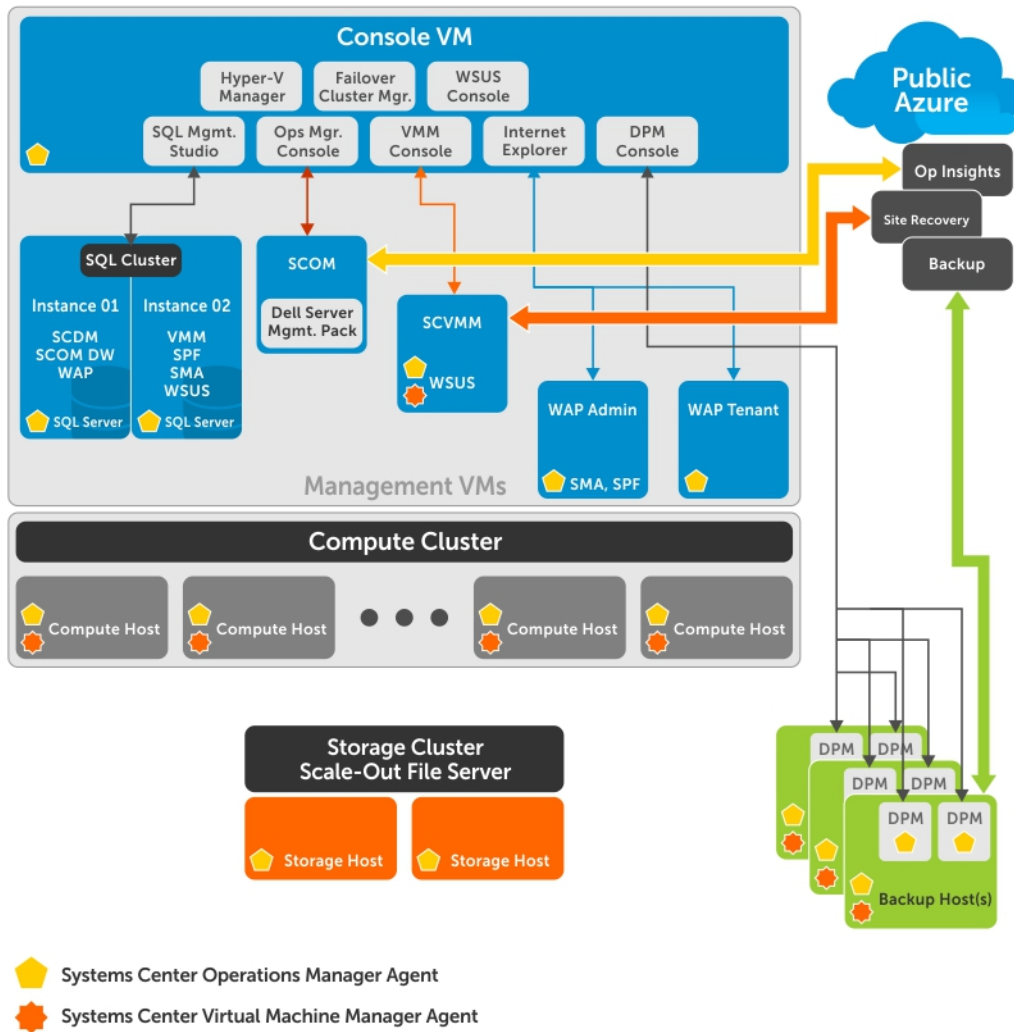 Console VM
Hyper-V
Manager
Failover
Cluster Mgr.
WSUS
Console
SQL Mgmt.
Studio
Ops Mgr.
Console
VMM
Console
Internet
Explorer
DPM
Console
Public
Azure
Op Insights
Site Recovery
Backup
SQL Cluster
Instance 01
SCDM
SCOM DW
WAP
SQL Server
Instance 02
VMM
SPF
SMA
WSUS
SQL Server
SCOM
Dell Server
Mgmt. Pack
SCVMM
WSUS
WAP Admin
SMA, SPF
WAP Tenant
Management VMs
Compute Cluster
Compute Host
Compute Host
Compute Host
Compute Host
Storage Cluster
Scale-Out File Server
Storage Host
Storage Host
DPM
DPM
DPM
DPM
DPM
DPM
Backup Host(s)
Systems Center Operations Manager Agent
Systems Center Virtual Machine Manager Agent